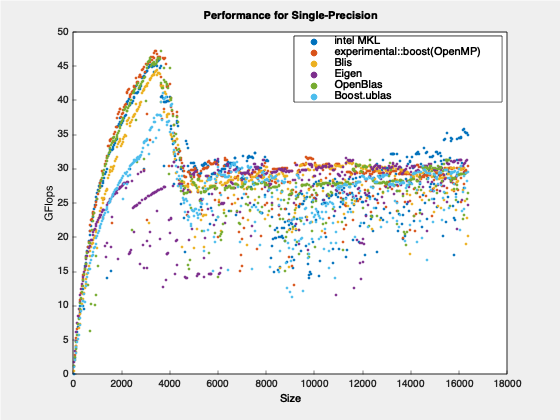 Performance for Single-Precision
intel MKL
experimental::boost(OpenMP)
Blis
Eigen
OpenBlas
Boost.ublas
50
45
40
35
30
25
20
15
10
5
0
GFlops
0 2000 4000 6000 8000 10000 12000 14000 16000 18000
Size